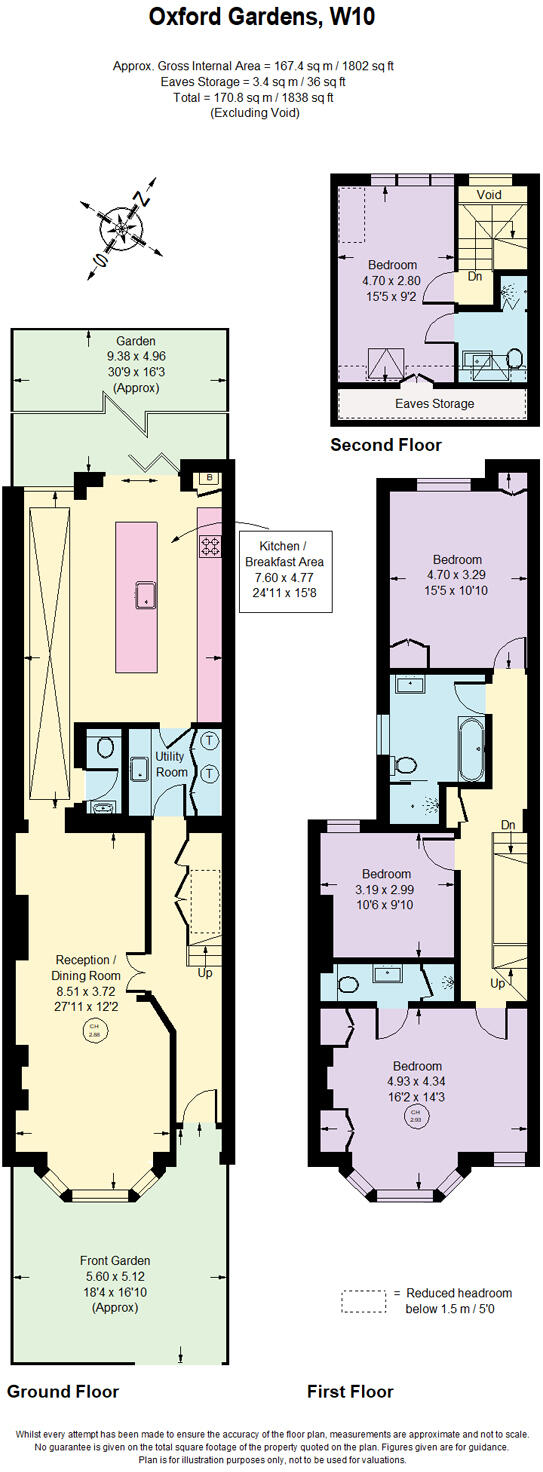 Oxford Gardens, W10
Approx. Gross Internal Area = 167.4 sq m / 1802 sq ft
Eaves Storage = 3.4 sq m / 36 sq ft
Total = 170.8 sq m / 1838 sq ft
(Excluding Void)
N
S
Void
Bedroom
4.70 x 2.80
15'5 x 9'2
Dn
Eaves Storage
Second Floor
Garden
9.38 x 4.96
30'9 x 16'3
(Approx)
B
Kitchen /
Breakfast Area
7.60 x 4.77
24'11 x 15'8
Utility
Room
T
T
Reception /
Dining Room
8.51 x 3.72
27'11 x 12'2
CH
2.88
Up
Front Garden
5.60 x 5.12
18'4 x 16'10
(Approx)
Ground Floor
Bedroom
4.70 x 3.29
15'5 x 10'10
Dn
Bedroom
3.19 x 2.99
10'6 x 9'10
Up
Bedroom
4.93 x 4.34
16'2 x 14'3
CH
2.93
= Reduced headroom
below 1.5 m / 5'0
First Floor
Whilst every attempt has been made to ensure the accuracy of the floor plan, measurements are approximate and not to scale.
No guarantee is given on the total square footage of the property quoted on the plan. Figures given are for guidance.
Plan is for illustration purposes only, not to be used for valuations.